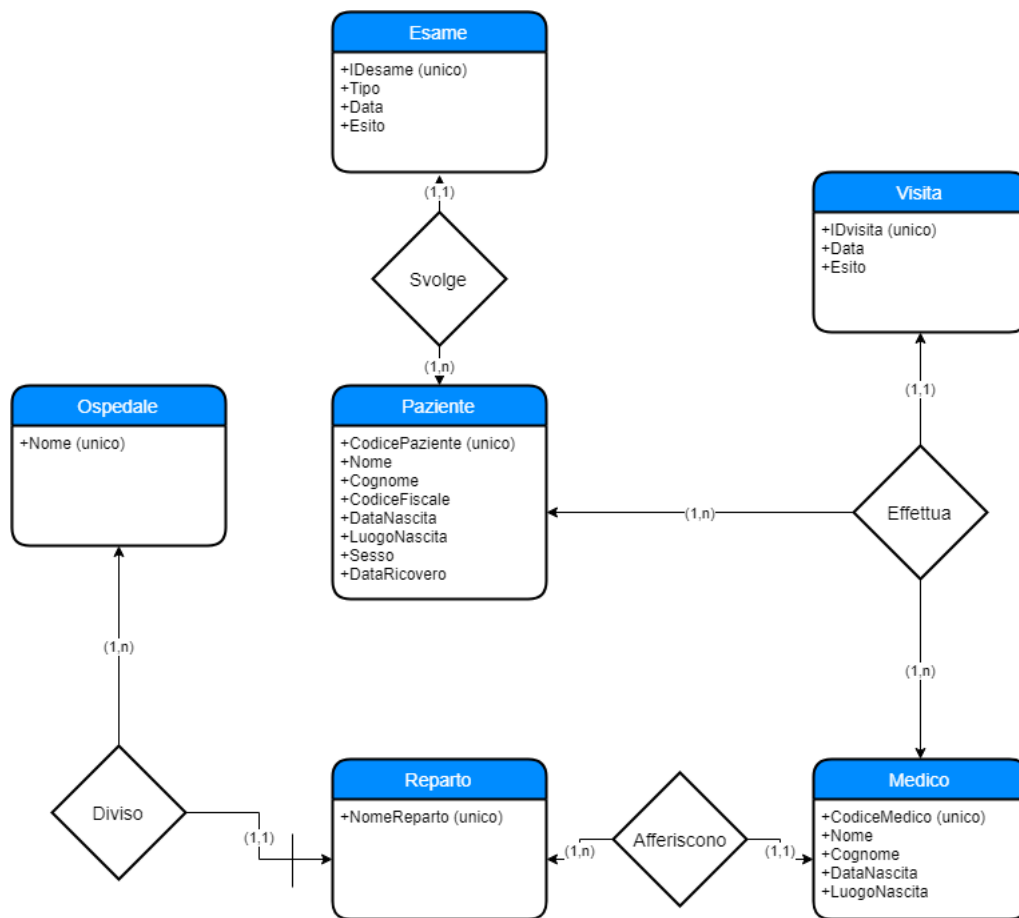 Esame
+IDesame (unico)
+Tipo
+Data
+Esito
(1,1)
Svolge
(1,n)
Visita
+IDvisita (unico)
+Data
+Esito
(1,1)
Ospedale
+Nome (unico)
Paziente
+CodicePaziente (unico)
+Nome
+Cognome
+CodiceFiscale
+DataNascita
+LuogoNascita
+Sesso
+DataRicovero
(1,n)
Effettua
(1,n)
(1,n)
Diviso
(1,1)
Reparto
+NomeReparto (unico)
(1,n)
Afferiscono
(1,1)
Medico
+CodiceMedico (unico)
+Nome
+Cognome
+DataNascita
+LuogoNascita